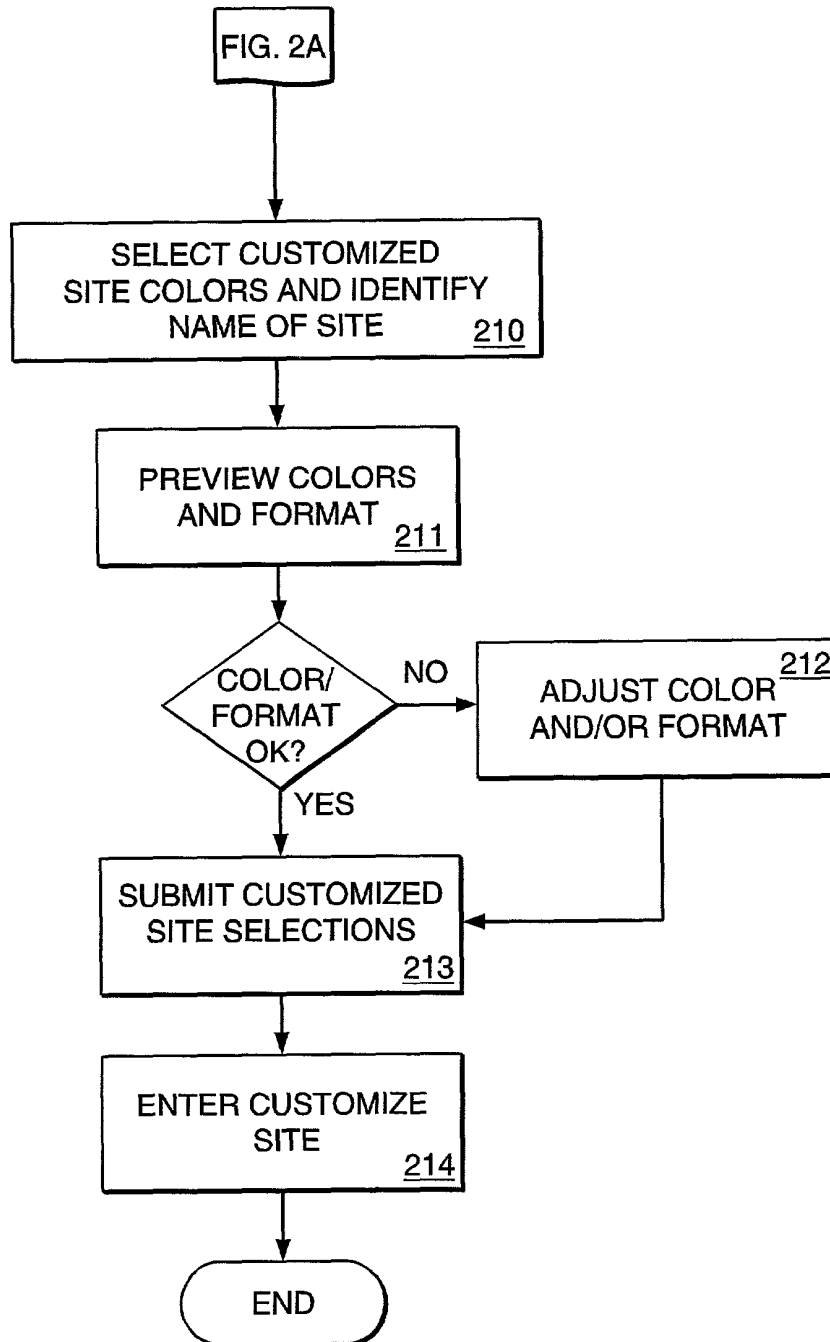 FIG. 2A
SELECT CUSTOMIZED
SITE COLORS AND IDENTIFY
NAME OF SITE
210
PREVIEW COLORS
AND FORMAT
211
COLOR/
FORMAT
OK?
NO
212
ADJUST COLOR
AND/OR FORMAT
YES
SUBMIT CUSTOMIZED
SITE SELECTIONS
213
ENTER CUSTOMIZE
SITE
214
END